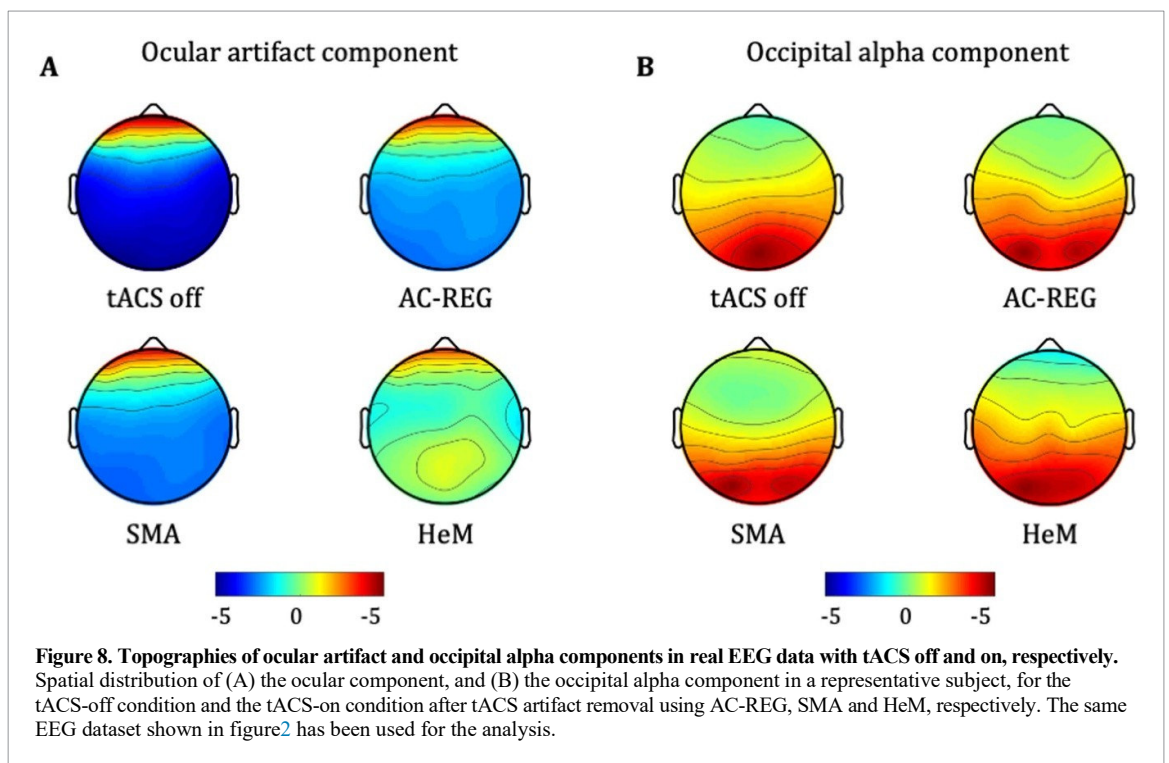 A Ocular artifact component
B Occipital alpha component
tACS off
AC-REG
tACS off
AC-REG
SMA
HeM
SMA
HeM
-5 0 -5
-5 0 -5
Figure 8. Topographies of ocular artifact and occipital alpha components in real EEG data with tACS off and on, respectively.
Spatial distribution of (A) the ocular component, and (B) the occipital alpha component in a representative subject, for the
tACS-off condition and the tACS-on condition after tACS artifact removal using AC-REG, SMA and HeM, respectively. The same
EEG dataset shown in figure2 has been used for the analysis.